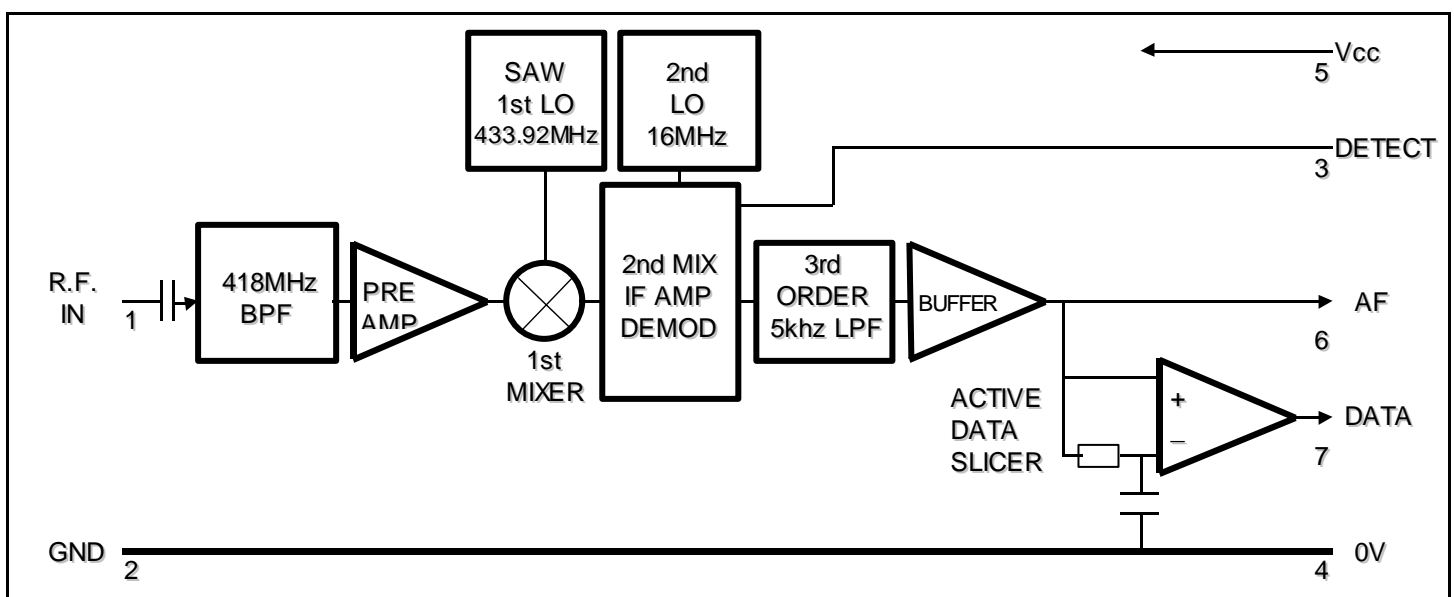 SAW
1st LO
433.92MHz
2nd
LO
16MHz
Vcc
5
DETECT
3
R.F.
IN
1
418MHz
BPF
PRE
AMP
1st
MIXER
2nd MIX
IF AMP
DEMOD
3rd
ORDER
5khz LPF
BUFFER
AF
6
ACTIVE
DATA
SLICER
+
_
DATA
7
GND
2
0V
4